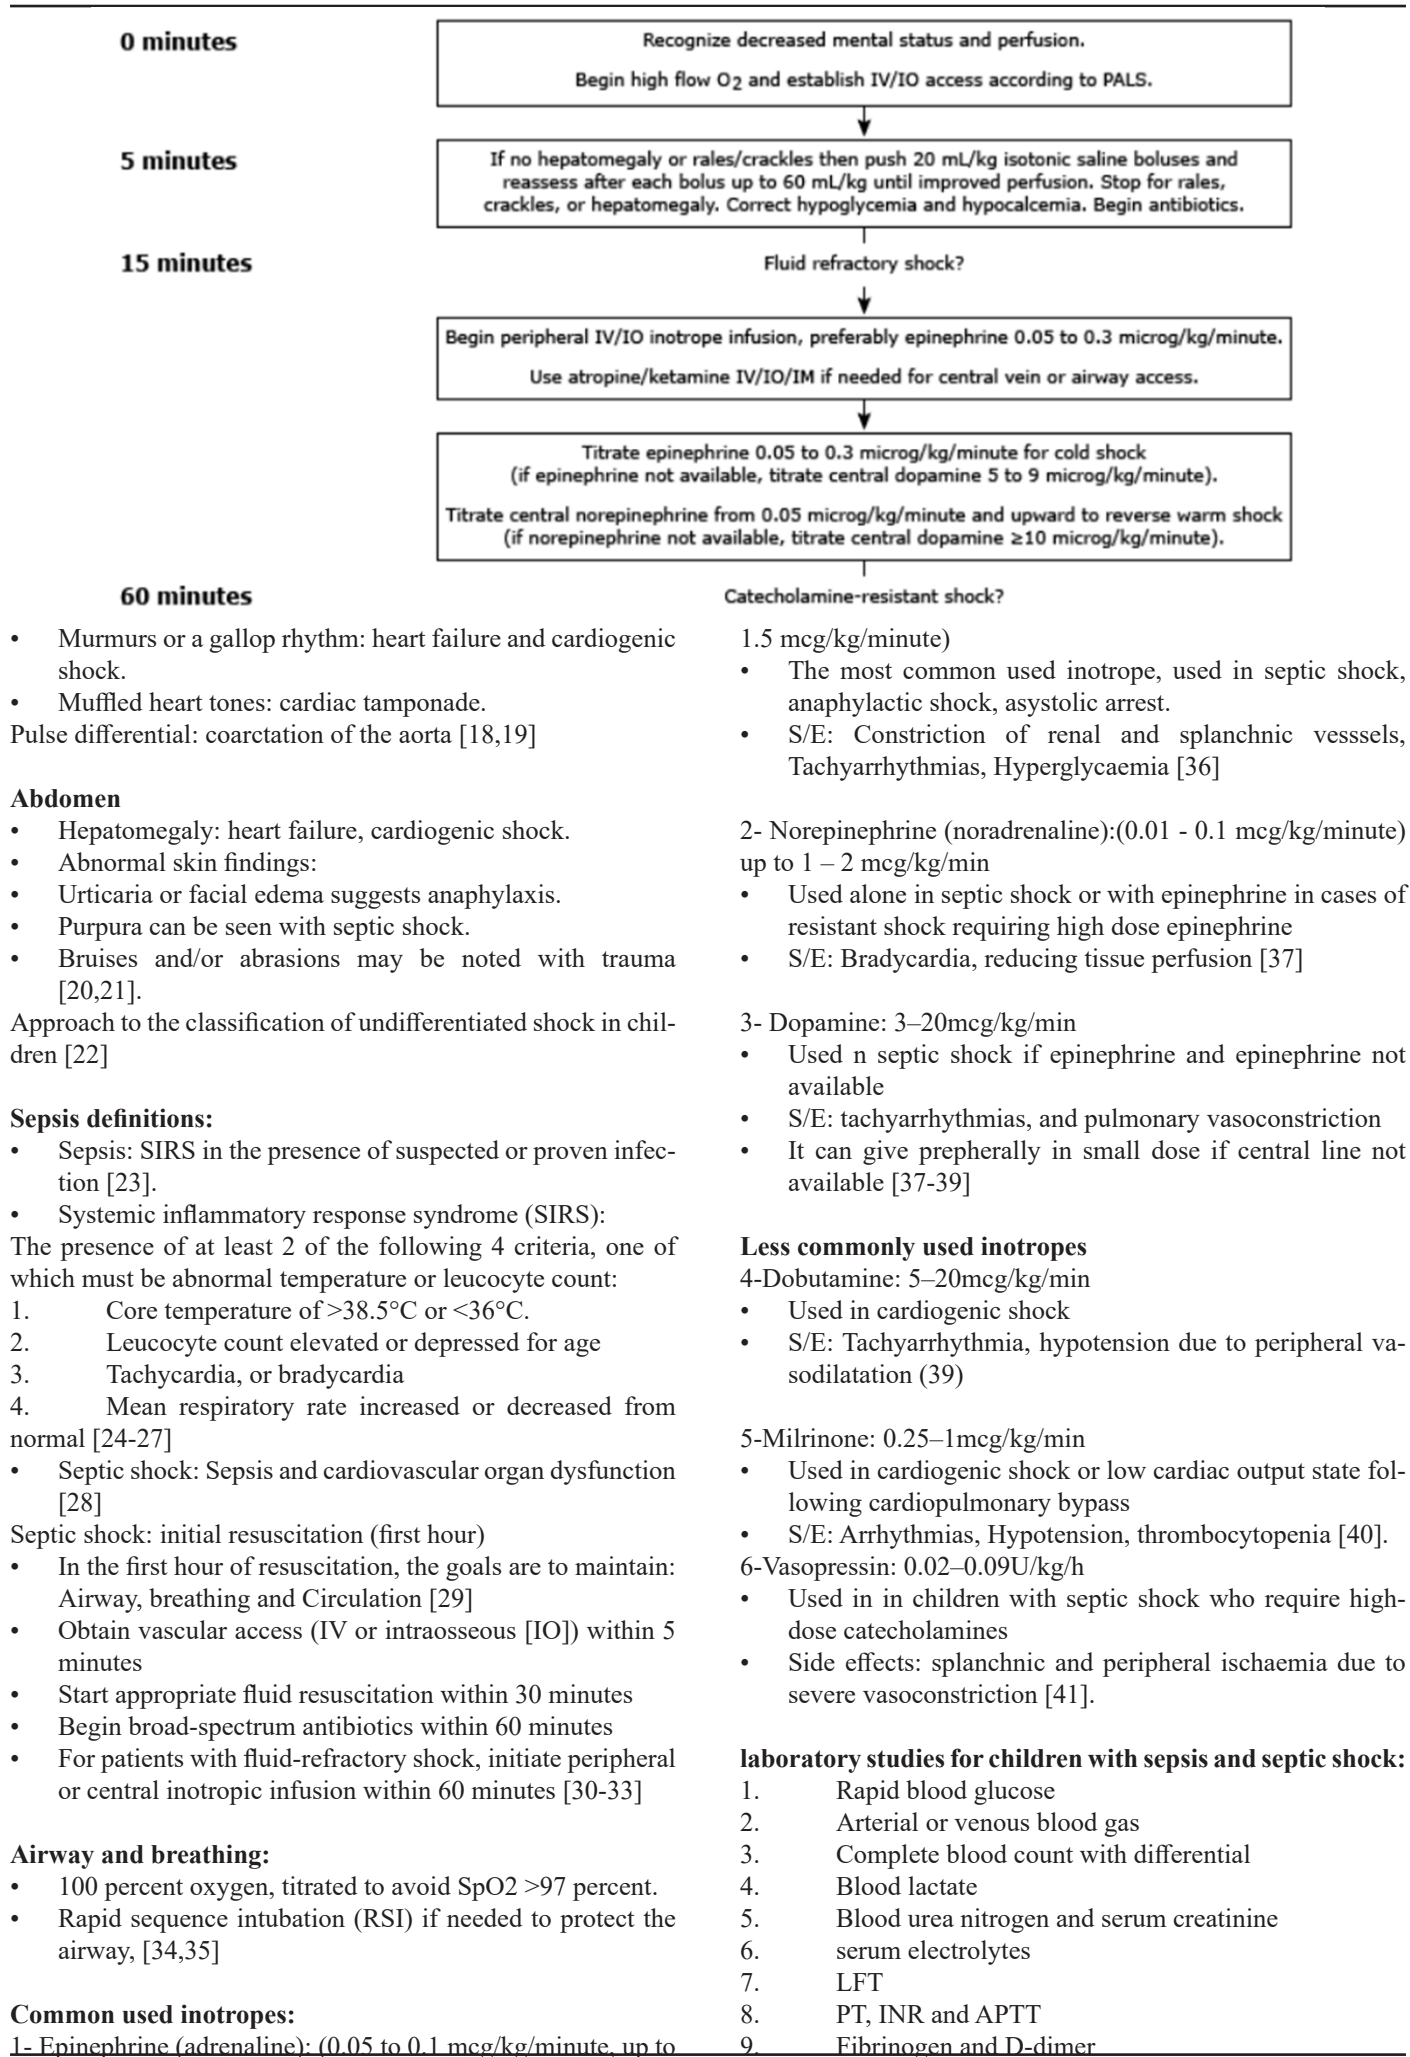 0 minutes
Recognize decreased mental status and perfusion.
Begin high flow O2 and establish IV/IO access according to PALS.
5 minutes
If no hepatomegaly or rales/crackles then push 20 mL/kg isotonic saline boluses and
reassess after each bolus up to 60 mL/kg until improved perfusion. Stop for rales,
crackles, or hepatomegaly. Correct hypoglycemia and hypocalcemia. Begin antibiotics.
15 minutes
Fluid refractory shock?
Begin peripheral IV/IO inotrope infusion, preferably epinephrine 0.05 to 0.3 microg/kg/minute.
Use atropine/ketamine IV/IO/IM if needed for central vein or airway access.
Titrate epinephrine 0.05 to 0.3 microg/kg/minute for cold shock
(if epinephrine not available, titrate central dopamine 5 to 9 microg/kg/minute).
Titrate central norepinephrine from 0.05 microg/kg/minute and upward to reverse warm shock
(if norepinephrine not available, titrate central dopamine ≥10 microg/kg/minute).
60 minutes
Catecholamine-resistant shock?
• Murmurs or a gallop rhythm: heart failure and cardiogenic
shock.
• Muffled heart tones: cardiac tamponade.
Pulse differential: coarctation of the aorta [18,19]
Abdomen
• Hepatomegaly: heart failure, cardiogenic shock.
• Abnormal skin findings:
• Urticaria or facial edema suggests anaphylaxis.
• Purpura can be seen with septic shock.
• Bruises and/or abrasions may be noted with trauma
[20,21].
Approach to the classification of undifferentiated shock in chil-
dren [22]
Sepsis definitions:
• Sepsis: SIRS in the presence of suspected or proven infec-
tion [23].
• Systemic inflammatory response syndrome (SIRS):
The presence of at least 2 of the following 4 criteria, one of
which must be abnormal temperature or leucocyte count:
1. Core temperature of >38.5°C or <36°C.
2. Leucocyte count elevated or depressed for age
3. Tachycardia, or bradycardia
4. Mean respiratory rate increased or decreased from
normal [24-27]
• Septic shock: Sepsis and cardiovascular organ dysfunction
[28]
Septic shock: initial resuscitation (first hour)
• In the first hour of resuscitation, the goals are to maintain:
Airway, breathing and Circulation [29]
• Obtain vascular access (IV or intraosseous [IO]) within 5
minutes
• Start appropriate fluid resuscitation within 30 minutes
• Begin broad-spectrum antibiotics within 60 minutes
• For patients with fluid-refractory shock, initiate peripheral
or central inotropic infusion within 60 minutes [30-33]
Airway and breathing:
• 100 percent oxygen, titrated to avoid SpO2 >97 percent.
• Rapid sequence intubation (RSI) if needed to protect the
airway, [34,35]
Common used inotropes:
1- Epinephrine (adrenaline): (0.05 to 0.1 mcg/kg/minute, up to
1.5 mcg/kg/minute)
• The most common used inotrope, used in septic shock,
anaphylactic shock, asystolic arrest.
• S/E: Constriction of renal and splanchnic vesssels,
Tachyarrhythmias, Hyperglycaemia [36]
2- Norepinephrine (noradrenaline):(0.01 - 0.1 mcg/kg/minute)
up to 1 – 2 mcg/kg/min
• Used alone in septic shock or with epinephrine in cases of
resistant shock requiring high dose epinephrine
• S/E: Bradycardia, reducing tissue perfusion [37]
3- Dopamine: 3–20mcg/kg/min
• Used n septic shock if epinephrine and epinephrine not
available
• S/E: tachyarrhythmias, and pulmonary vasoconstriction
• It can give prepherally in small dose if central line not
available [37-39]
Less commonly used inotropes
4-Dobutamine: 5–20mcg/kg/min
• Used in cardiogenic shock
• S/E: Tachyarrhythmia, hypotension due to peripheral va-
sodilatation (39)
5-Milrinone: 0.25–1mcg/kg/min
• Used in cardiogenic shock or low cardiac output state fol-
lowing cardiopulmonary bypass
• S/E: Arrhythmias, Hypotension, thrombocytopenia [40].
6-Vasopressin: 0.02–0.09U/kg/h
• Used in in children with septic shock who require high-
dose catecholamines
• Side effects: splanchnic and peripheral ischaemia due to
severe vasoconstriction [41].
laboratory studies for children with sepsis and septic shock:
1. Rapid blood glucose
2. Arterial or venous blood gas
3. Complete blood count with differential
4. Blood lactate
5. Blood urea nitrogen and serum creatinine
6. serum electrolytes
7. LFT
8. PT, INR and APTT
9. Fibrinogen and D-dimer